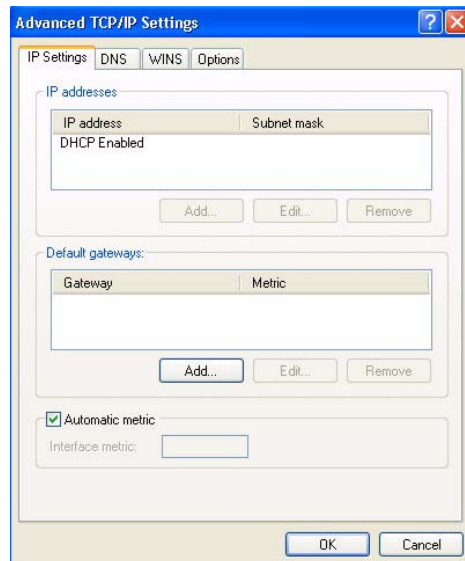 Advanced TCP/IP Settings
IP Settings DNS WINS Options
IP addresses
IP address Subnet mask
DHCP Enabled
Add... Edit... Remove
Default gateways:
Gateway Metric
Add... Edit... Remove
Automatic metric
Interface metric:
OK Cancel